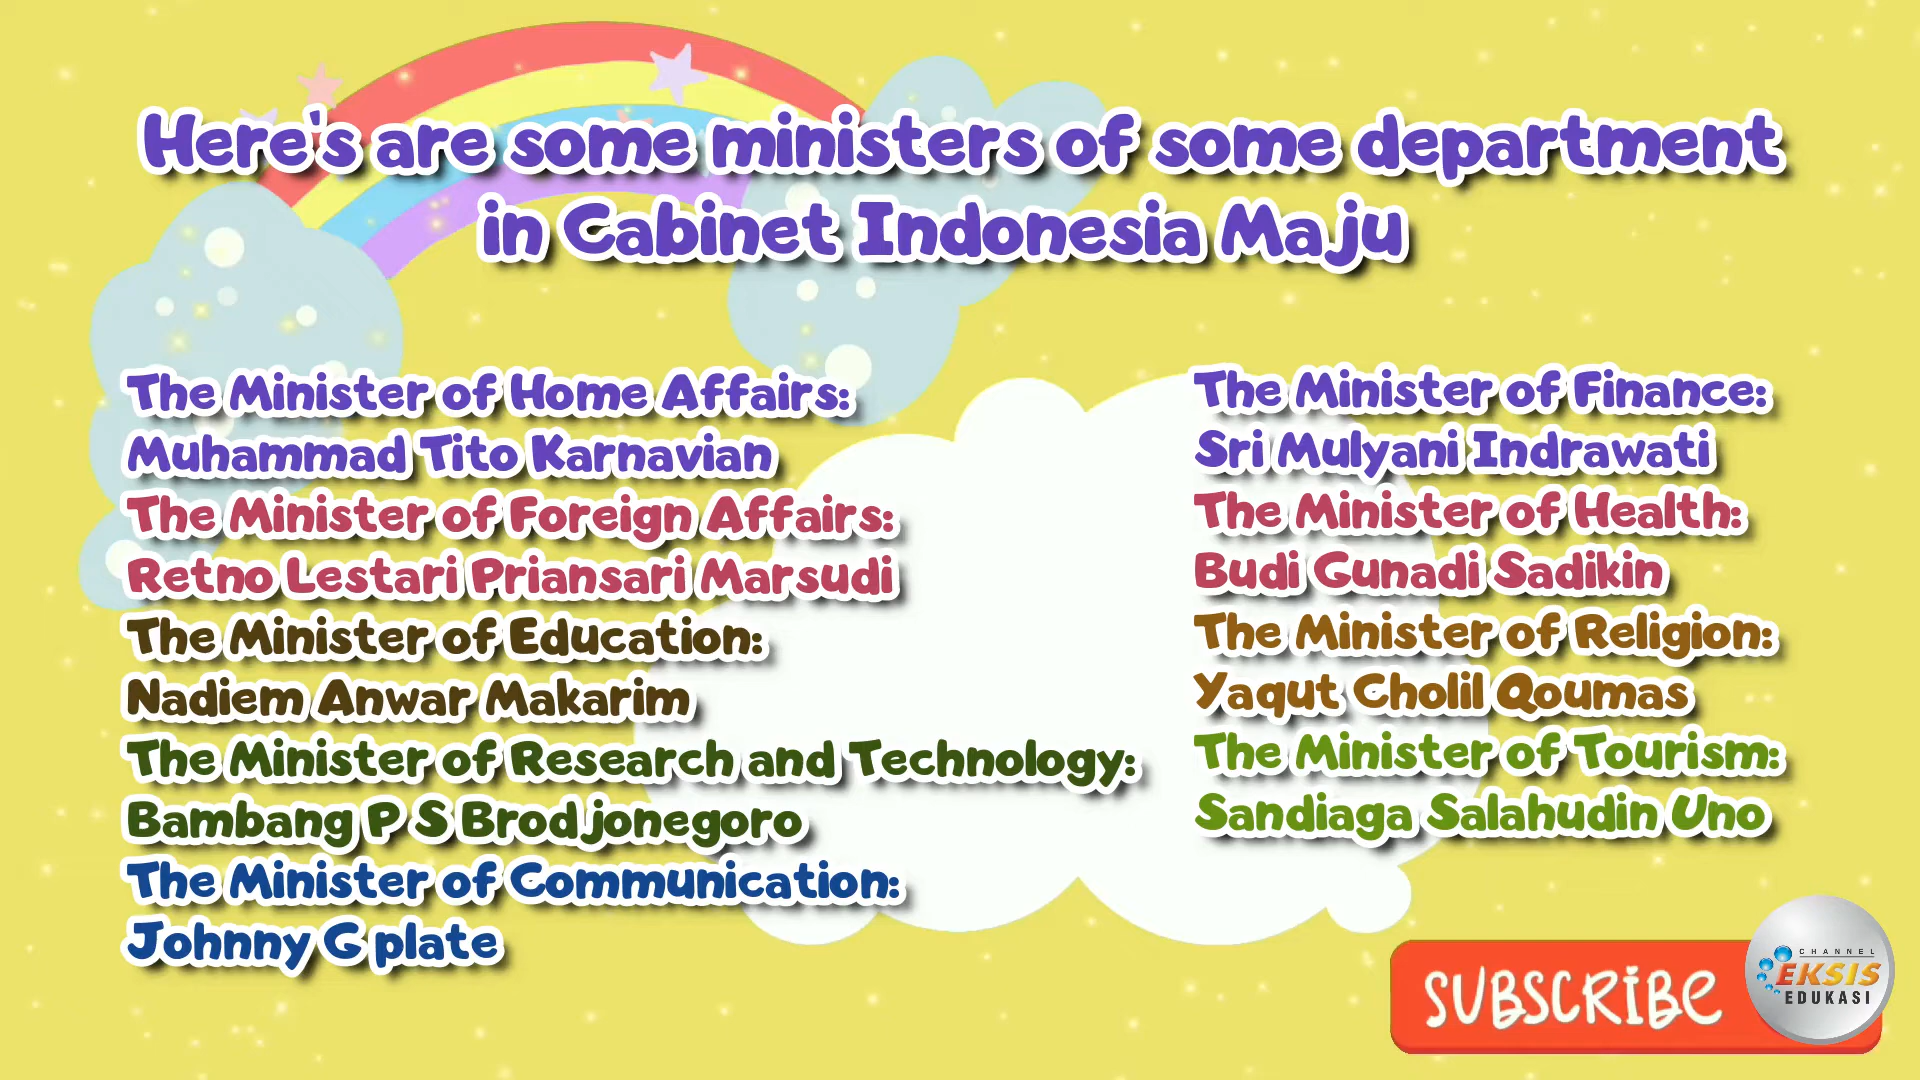 Here's are some ministers of some department
in Cabinet Indonesia Maju
The Minister of Home Affairs:
Muhammad Tito Karnavian
The Minister of Foreign Affairs:
Retno Lestari Priansari Marsudi
The Minister of Education:
Nadiem Anwar Makarim
The Minister of Research and Technology:
Bambang P S Brodjonegoro
The Minister of Communication:
Johnny G plate
The Minister of Finance:
Sri Mulyani Indrawati
The Minister of Health:
Budi Gunadi Sadikin
The Minister of Religion:
Yaqut Cholil Qoumas
The Minister of Tourism:
Sandiaga Salahudin Uno
SUBSCRIBE
CHANNEL
EKSIS
EDUKASI